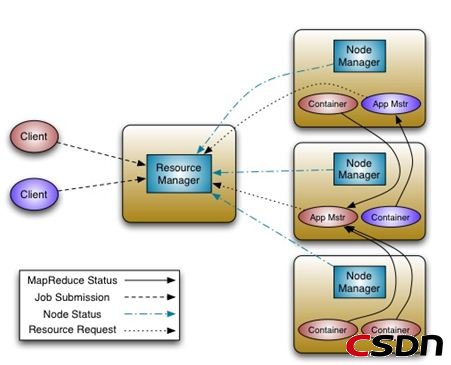 Node
Manager
Container
App Mstr
Client
Client
Resource
Manager
Node
Manager
App Mstr
Container
Node
Manager
Container
Container
MapReduce Status
Job Submission
Node Status
Resource Request
CSDN